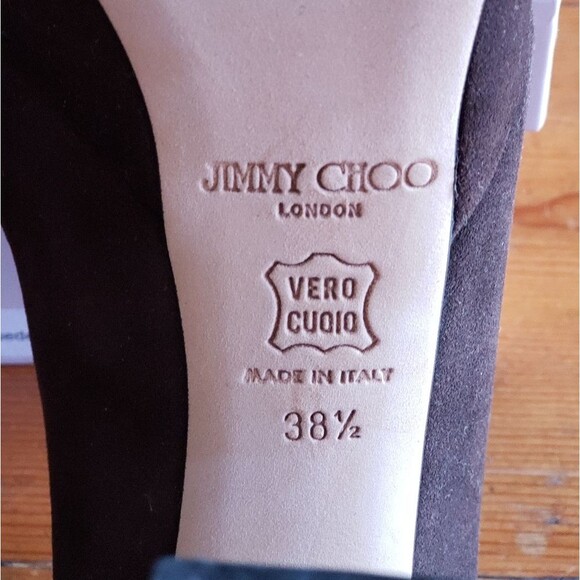 JIMMY CHOO
LONDON
VERO
CUOIO
MADE IN ITALY
38½